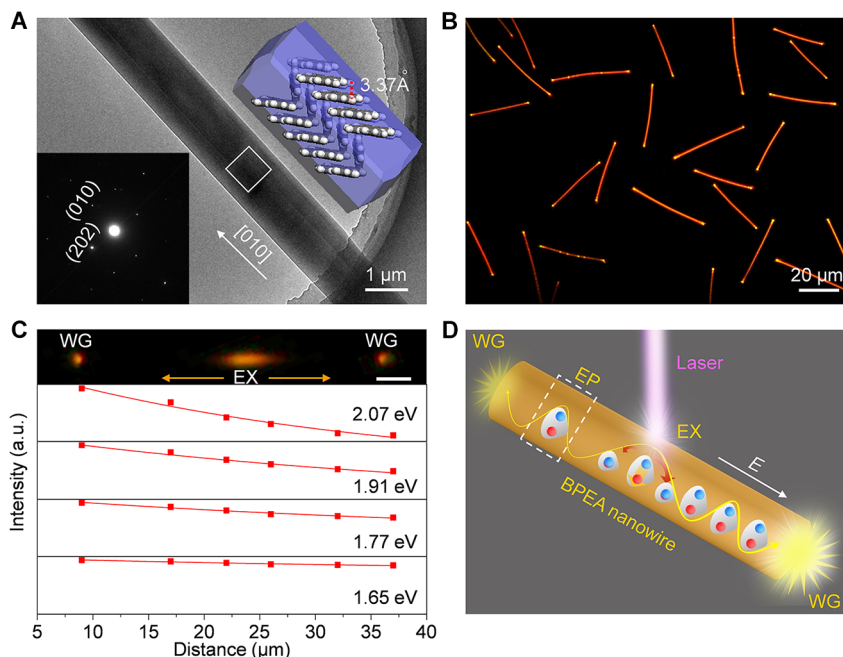 A
3.37Å
(010)
(202)
[010]
1 μm
B
20 μm
C
WG
WG
EX
2.07 eV
1.91 eV
1.77 eV
1.65 eV
Intensity (a.u.)
5 10 15 20 25 30 35 40
Distance (μm)
D
WG
Laser
EP
EX
E
BPEA nanowire
WG